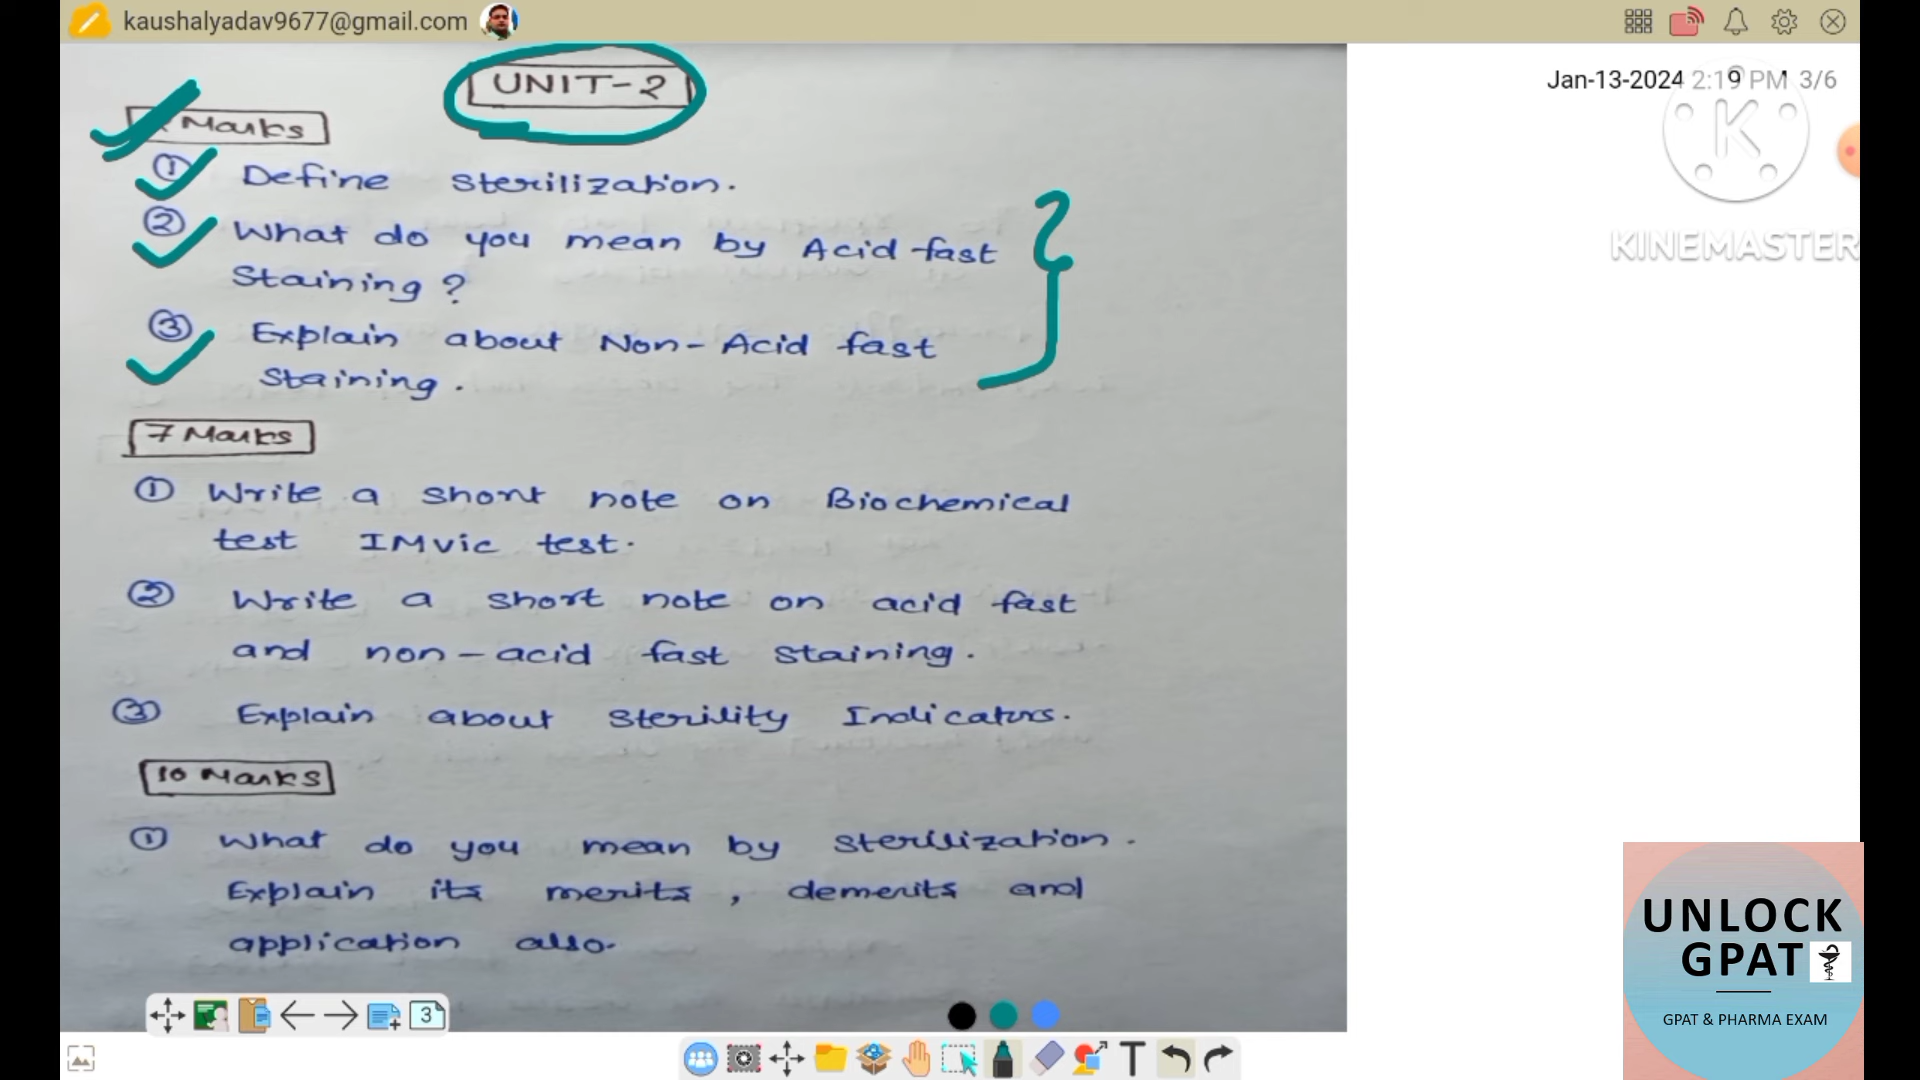 kaushalyadav9677@gmail.com
UNIT-2
Jan-13-2024 2:19 PM 3/6
Marks
K
KINEMASTER
① Define Sterilization.
② What do you mean by Acid-fast
Staining?
③ Explain about Non-Acid fast
Staining.
7 Marks
① Write a short note on Biochemical
test IMvic test.
② Write a short note on acid fast
and non-acid fast staining.
③ Explain about Sterility Indicators.
10 Marks
① What do you mean by Sterilization.
Explain its merits, demerits and
application also.
UNLOCK
GPAT
GPAT & PHARMA EXAM
3
T